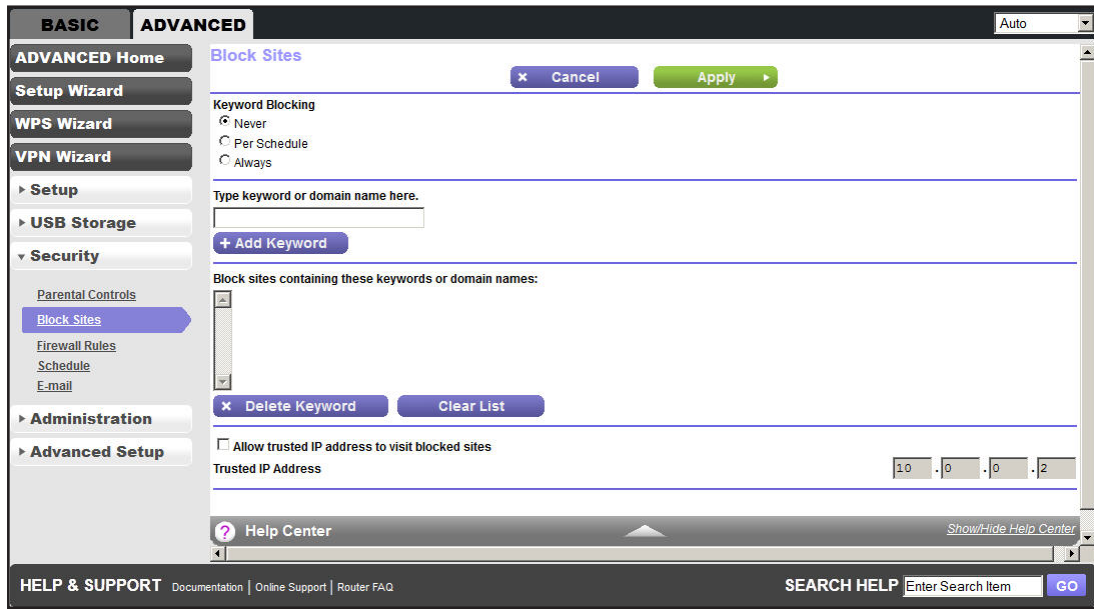 BASIC
ADVANCED
Auto
ADVANCED Home
Setup Wizard
WPS Wizard
VPN Wizard
Setup
USB Storage
Security
Parental Controls
Block Sites
Firewall Rules
Schedule
E-mail
Administration
Advanced Setup
Block Sites
× Cancel
Apply
Keyword Blocking
Never
Per Schedule
Always
Type keyword or domain name here.
+ Add Keyword
Block sites containing these keywords or domain names:
× Delete Keyword
Clear List
Allow trusted IP address to visit blocked sites
Trusted IP Address
10 . 0 . 0 . 2
? Help Center
Show/Hide Help Center
HELP & SUPPORT Documentation | Online Support | Router FAQ
SEARCH HELP Enter Search Item GO